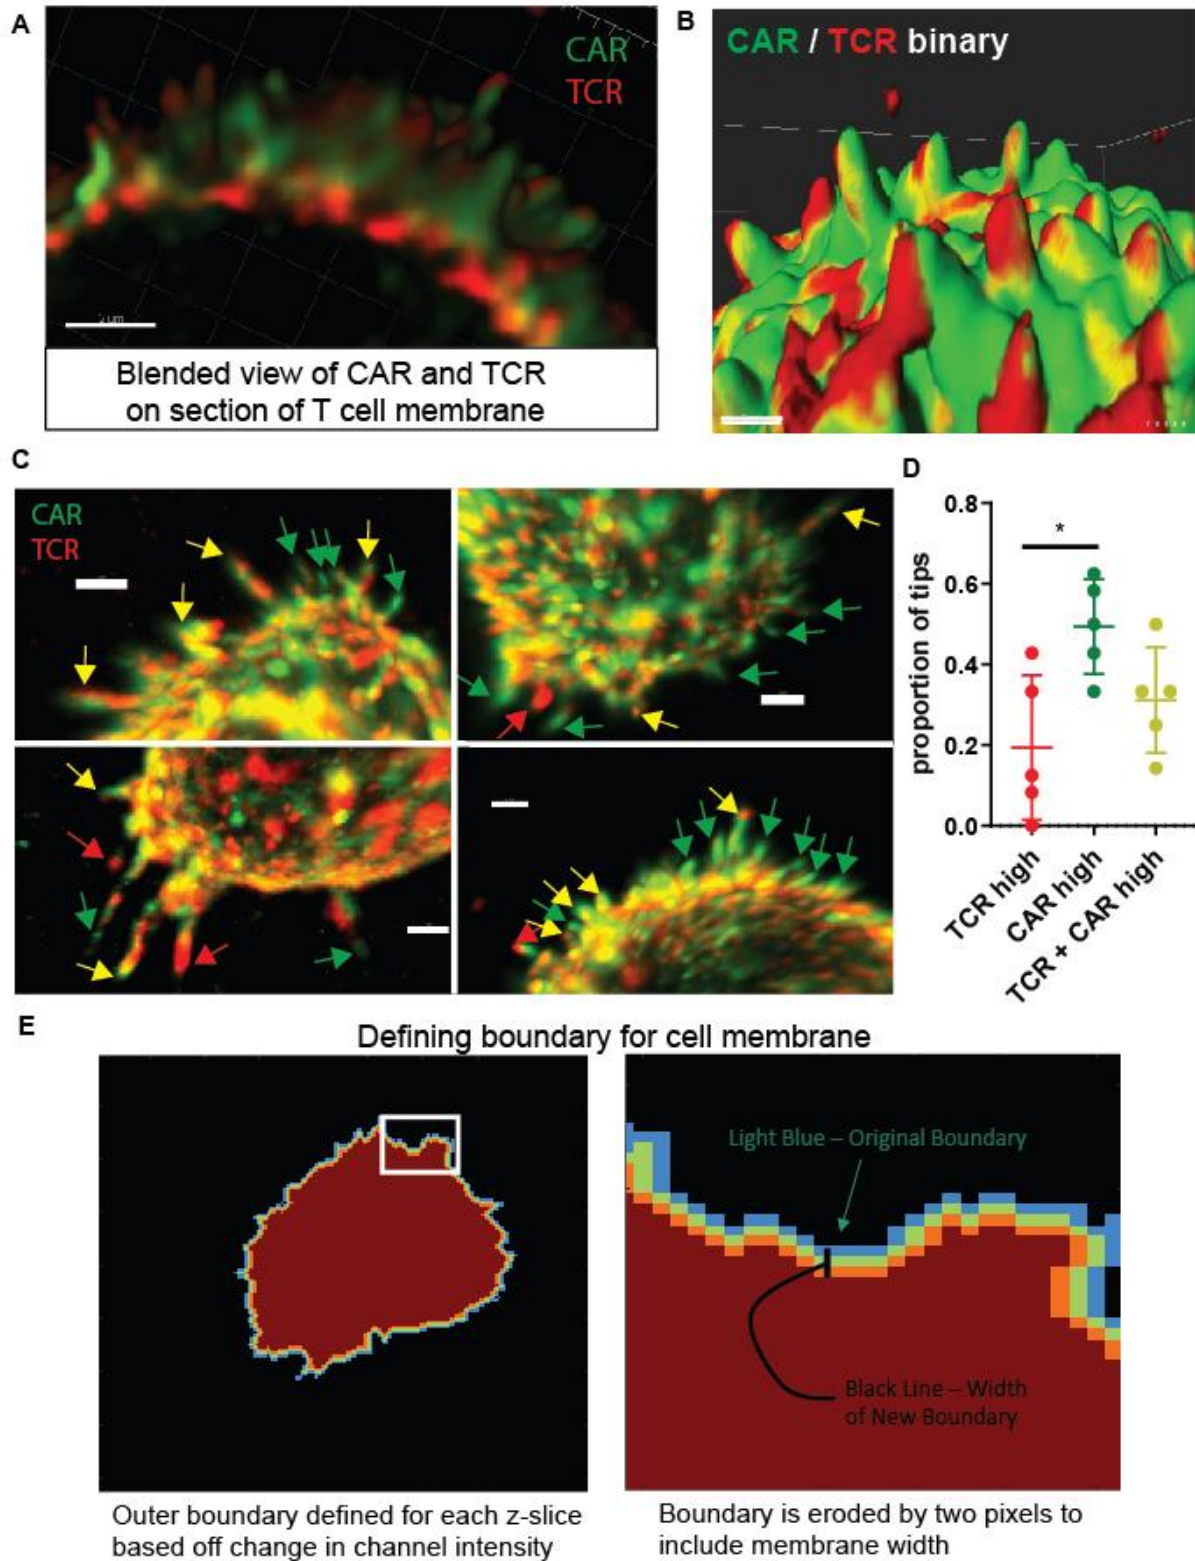 A
CAR
TCR
Blended view of CAR and TCR
on section of T cell membrane
B
CAR / TCR binary
C
CAR
TCR
D
proportion of tips
0.8
0.6
0.4
0.2
0.0
*
TCR high
CAR high
TCR + CAR high
E
Defining boundary for cell membrane
Light Blue – Original Boundary
Black Line – Width
of New Boundary
Outer boundary defined for each z-slice
based off change in channel intensity
Boundary is eroded by two pixels to
include membrane width